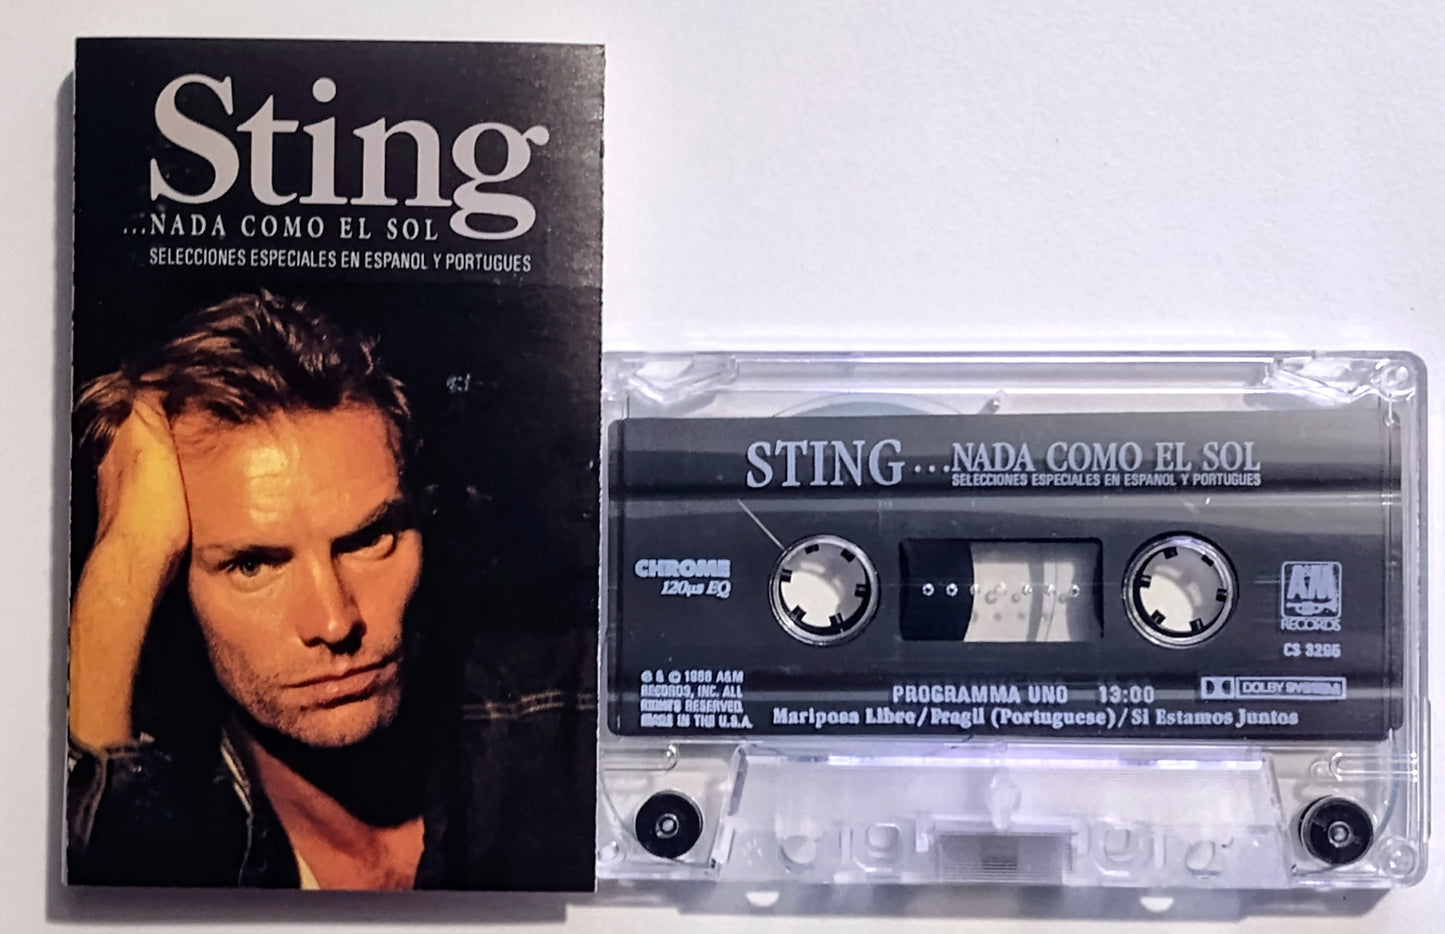 Sting
...NADA COMO EL SOL
SELECCIONES ESPECIALES EN ESPANOL Y PORTUGUES
STING ...NADA COMO EL SOL
SELECCIONES ESPECIALES EN ESPANOL Y PORTUGUES
CHROME
120μs EQ
A&M
RECORDS
CS 3295
℗ & © 1988 A&M
RECORDS, INC. ALL
RIGHTS RESERVED.
MADE IN THE U.S.A.
PROGRAMMA UNO 13:00
DOLBY SYSTEM
Mariposa Libre/Fragil (Portuguese)/Si Estamos Juntos